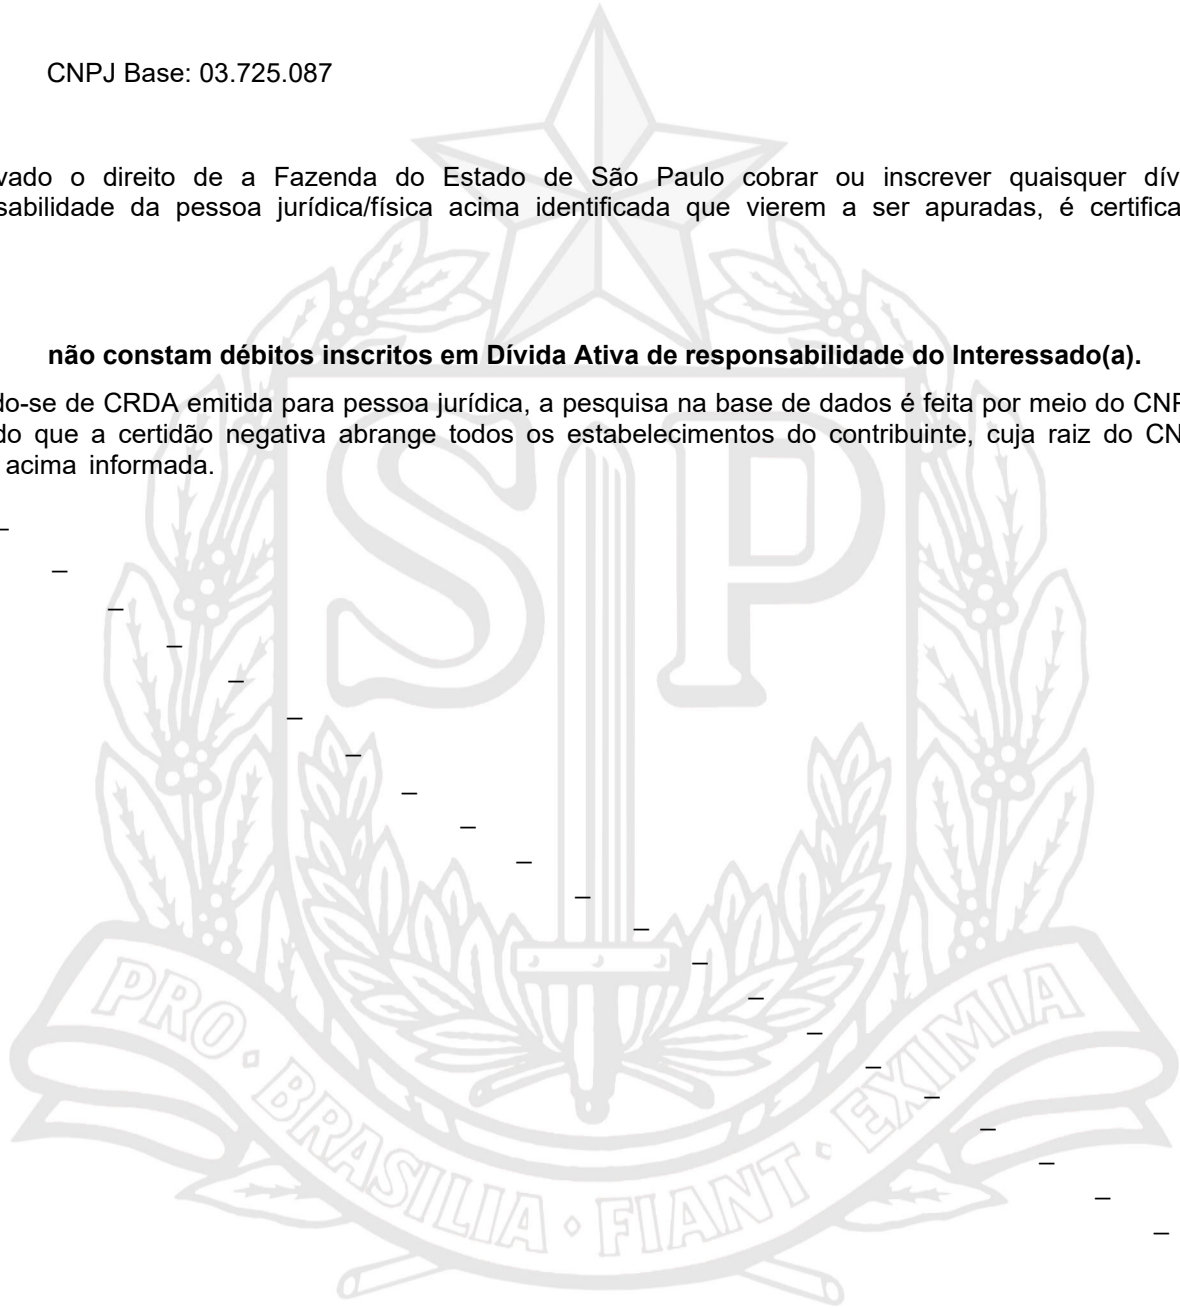 CNPJ Base: 03.725.087
vado o direito de a Fazenda do Estado de São Paulo cobrar ou inscrever quaisquer dív
sabilidade da pessoa jurídica/física acima identificada que vierem a ser apuradas, é certifica
não constam débitos inscritos em Dívida Ativa de responsabilidade do Interessado(a).
do-se de CRDA emitida para pessoa jurídica, a pesquisa na base de dados é feita por meio do CNP
do que a certidão negativa abrange todos os estabelecimentos do contribuinte, cuja raiz do CN
acima informada.
SP
PRO · BRASILIA · FIANT · EXIMIA